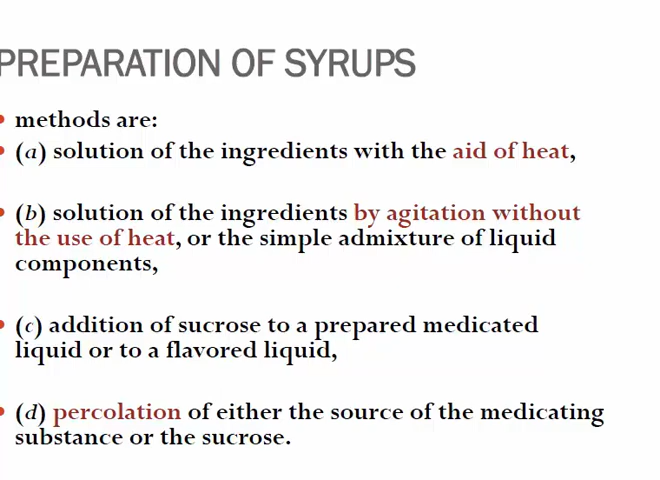 PREPARATION OF SYRUPS
• methods are:
• (a) solution of the ingredients with the aid of heat,
• (b) solution of the ingredients by agitation without
the use of heat, or the simple admixture of liquid
components,
• (c) addition of sucrose to a prepared medicated
liquid or to a flavored liquid,
• (d) percolation of either the source of the medicating
substance or the sucrose.